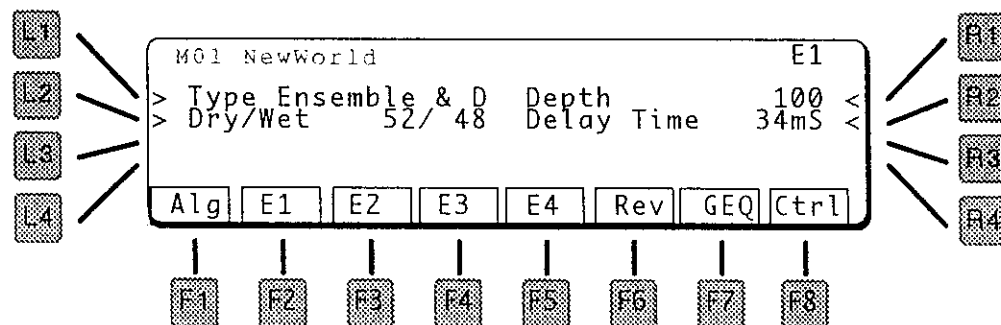 L1
R1
M01 NewWorld E1
L2
R2
> Type Ensemble & D Depth 100 <
> Dry/Wet 52/ 48 Delay Time 34mS <
L3
R3
L4
R4
Alg E1 E2 E3 E4 Rev GEQ Ctrl
F1 F2 F3 F4 F5 F6 F7 F8